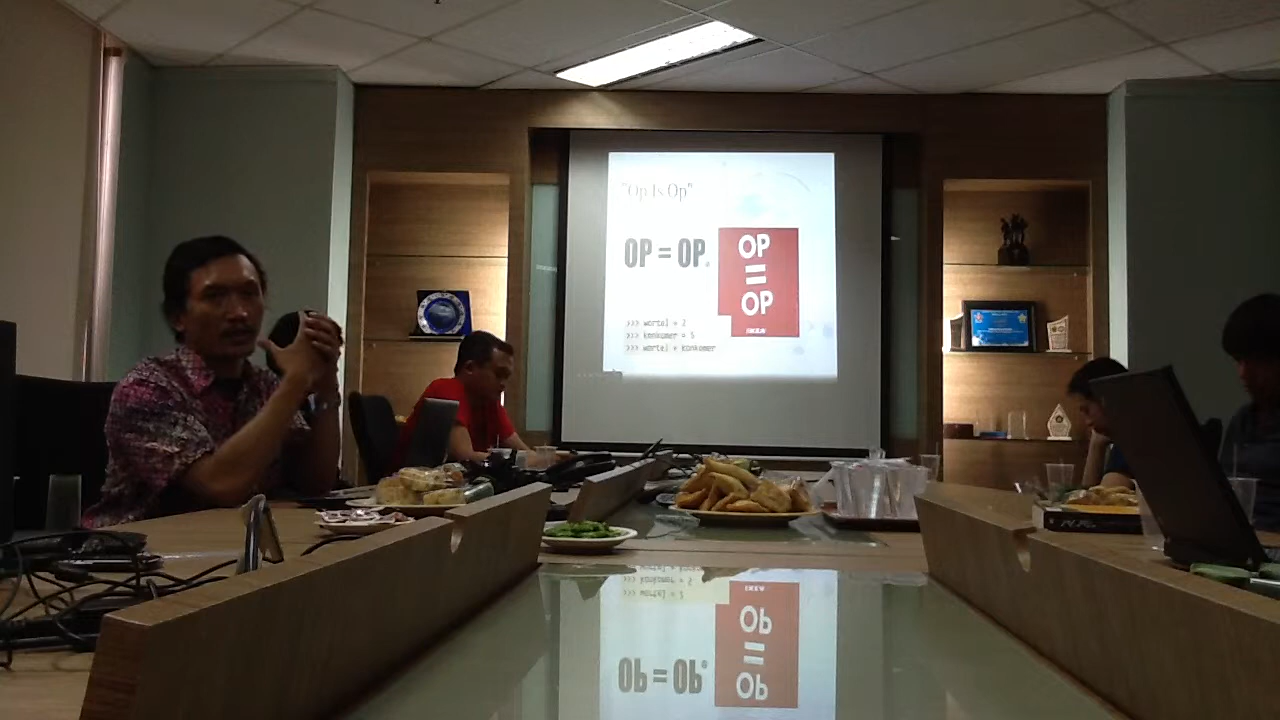 "Op Is Op"
OP = OP.
OP
=
OP
>>> wortel = 2
>>> konkomer = 5
>>> wortel + konkomer